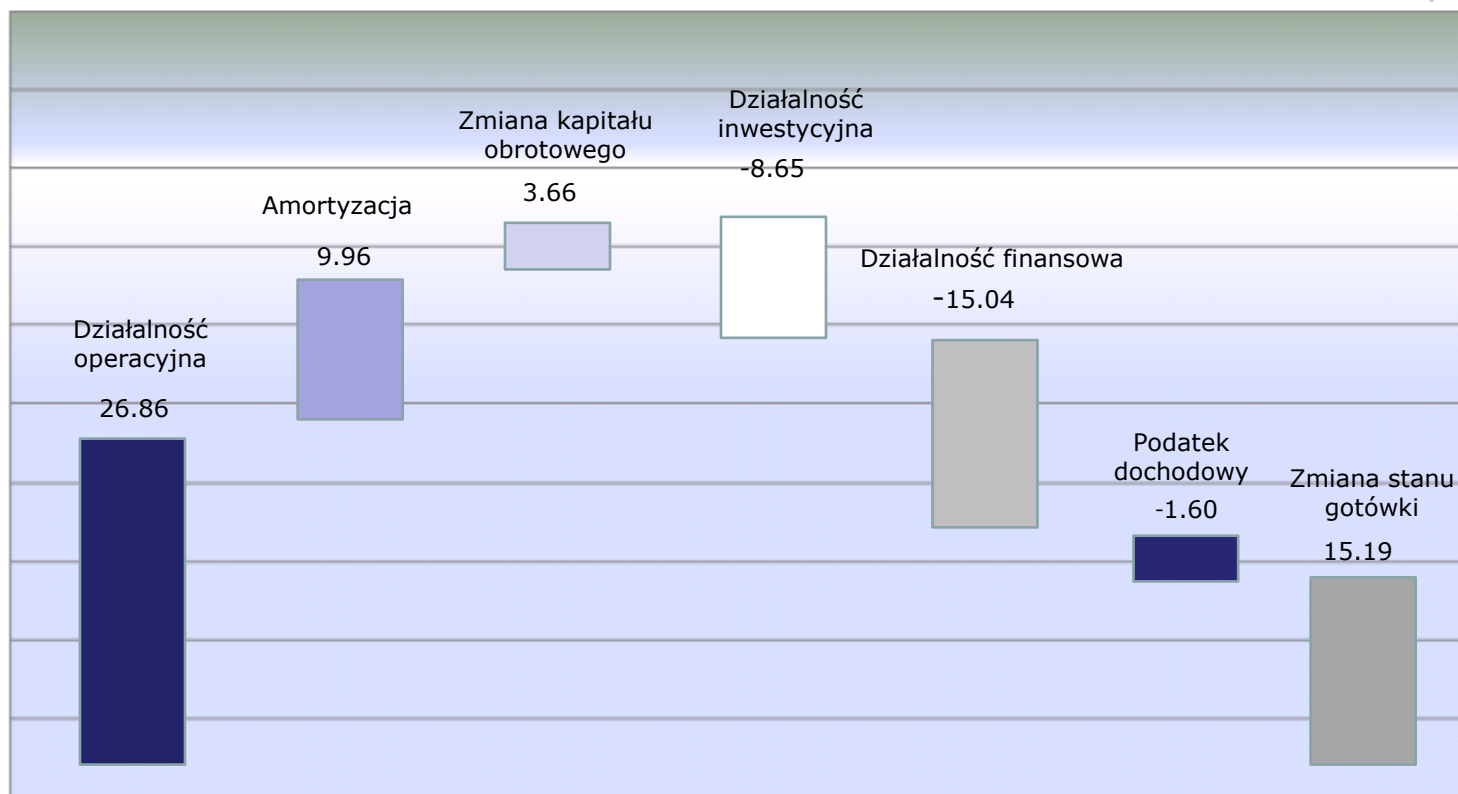 Działalność
operacyjna
26.86
Amortyzacja
9.96
Zmiana kapitału
obrotowego
3.66
Działalność
inwestycyjna
-8.65
Działalność finansowa
-15.04
Podatek
dochodowy
-1.60
Zmiana stanu
gotówki
15.19